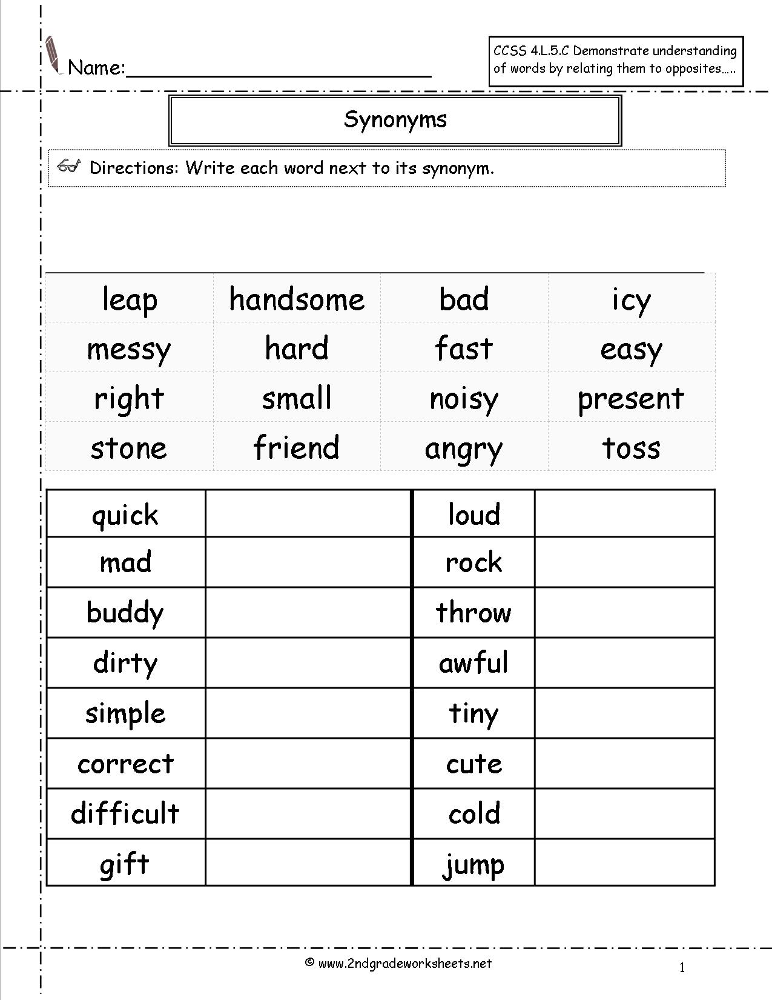 CCSS 4.L.5.C Demonstrate understanding
of words by relating them to opposites.....
Name:
Synonyms
Directions: Write each word next to its synonym.
leap handsome bad icy
messy hard fast easy
right small noisy present
stone friend angry toss
quick loud
mad rock
buddy throw
dirty awful
simple tiny
correct cute
difficult cold
gift jump
© www.2ndgradeworksheets.net
1